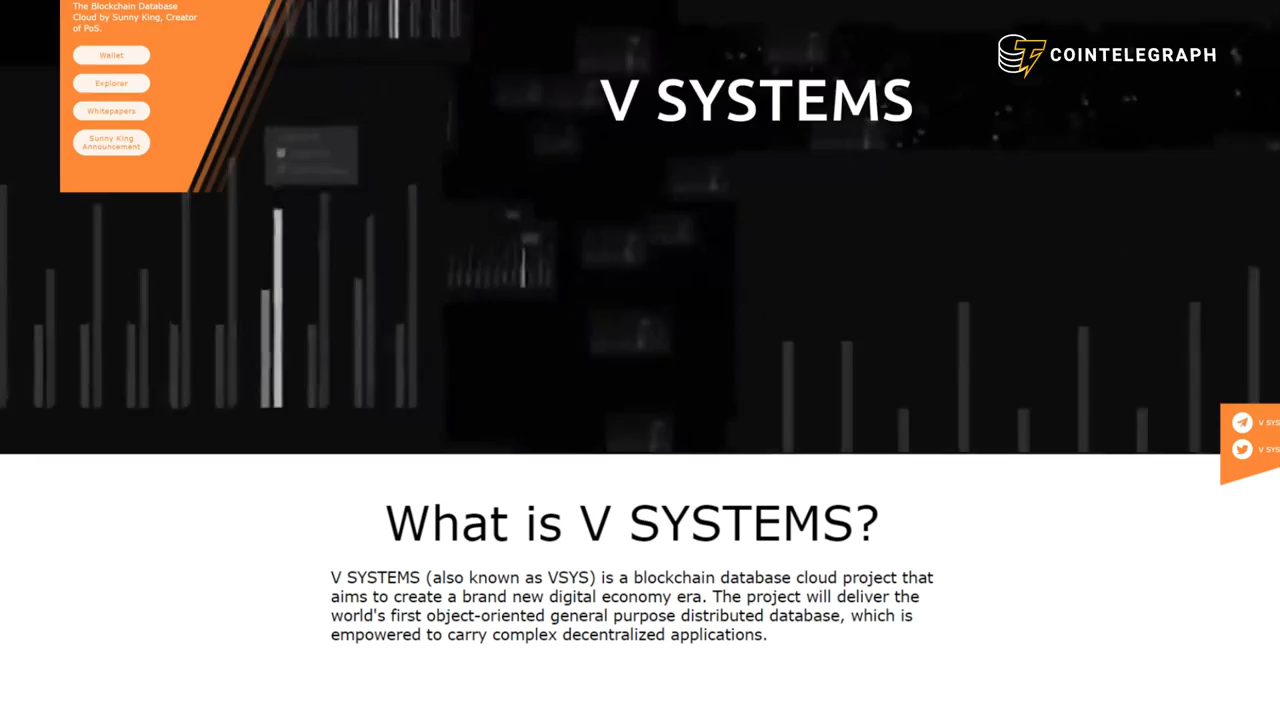 The Blockchain Database
Cloud by Sunny King, Creator
of PoS.
Wallet
Explorer
Whitepapers
Sunny King
Announcement
V SYSTEMS
COINTELEGRAPH
V SYS
V SYS
What is V SYSTEMS?
V SYSTEMS (also known as VSYS) is a blockchain database cloud project that
aims to create a brand new digital economy era. The project will deliver the
world's first object-oriented general purpose distributed database, which is
empowered to carry complex decentralized applications.